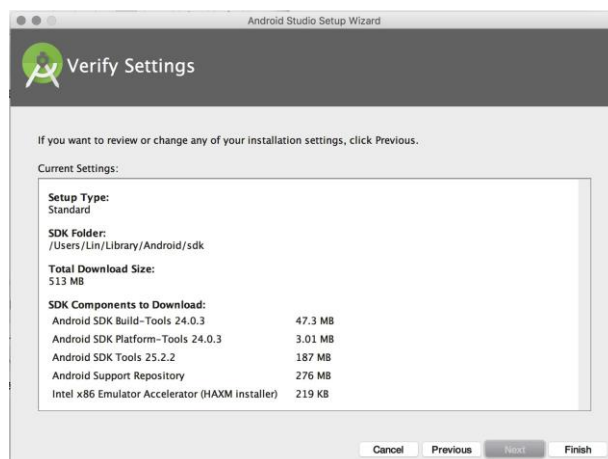 Android Studio Setup Wizard
Verify Settings
If you want to review or change any of your installation settings, click Previous.
Current Settings:
Setup Type:
Standard
SDK Folder:
/Users/Lin/Library/Android/sdk
Total Download Size:
513 MB
SDK Components to Download:
Android SDK Build-Tools 24.0.3 47.3 MB
Android SDK Platform-Tools 24.0.3 3.01 MB
Android SDK Tools 25.2.2 187 MB
Android Support Repository 276 MB
Intel x86 Emulator Accelerator (HAXM installer) 219 KB
Cancel Previous Next Finish